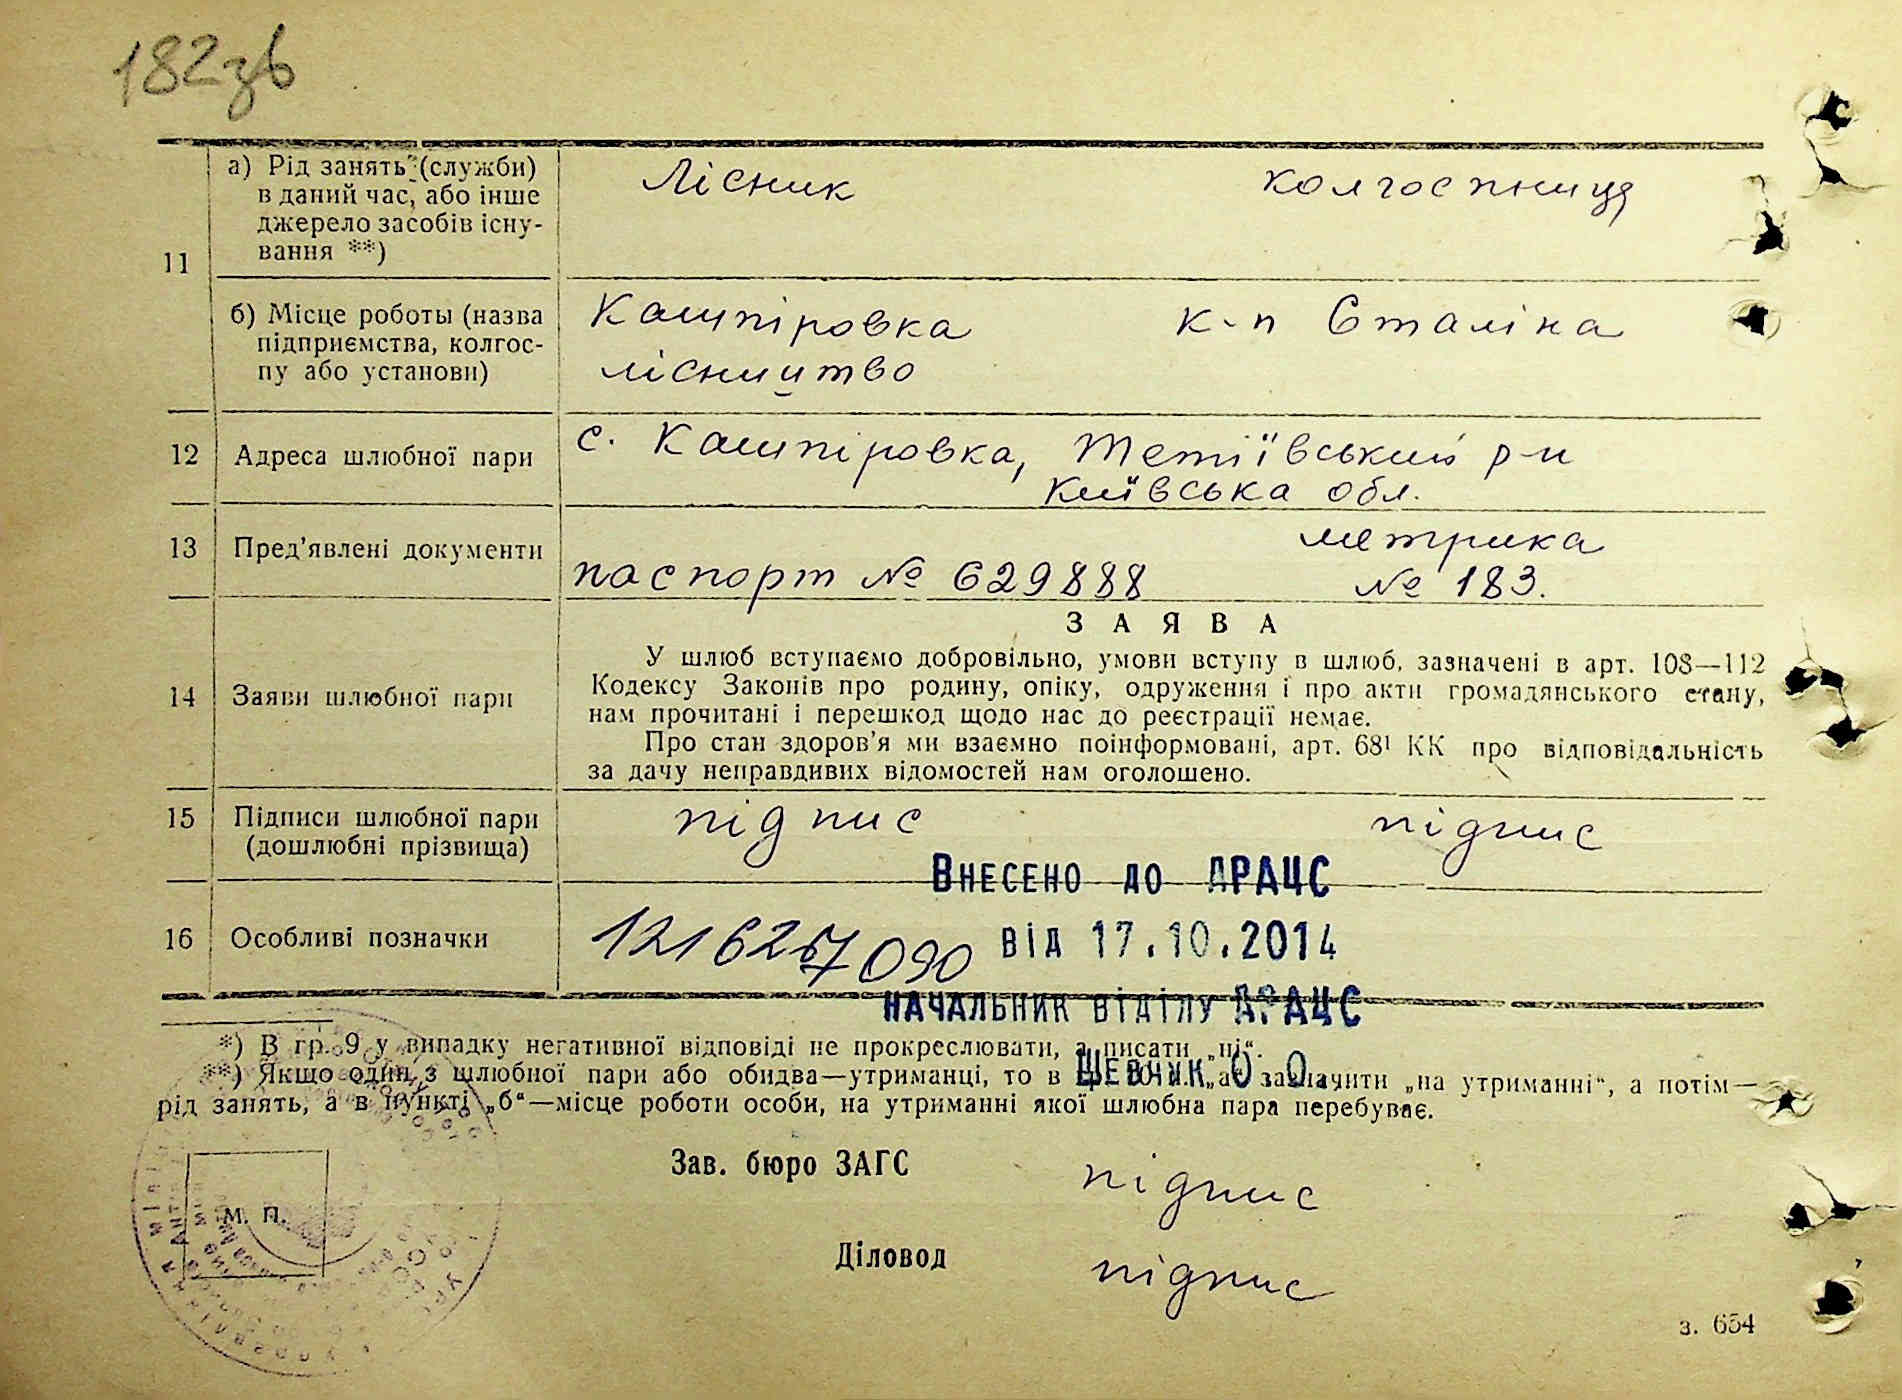 182зв
11
а) Рід занять (служби)
в даний час, або інше
джерело засобів існу-
вання **)
Лісник
колгоспниця
б) Місце роботи (назва
підприємства, колгос-
пу або установи)
Кашпіровка
лісництво
к-п Сталіна
12 Адреса шлюбної пари
с. Кашпіровка, Тетіївський р-н
Київська обл.
13 Пред’явлені документи
паспорт № 629888
метрика
№ 183.
ЗАЯВА
14 Заяви шлюбної пари
У шлюб вступаємо добровільно, умови вступу в шлюб, зазначені в арт. 108—112
Кодексу Законів про родину, опіку, одруження і про акти громадянського стану,
нам прочитані і перешкод щодо нас до реєстрації немає.
Про стан здоров’я ми взаємно поінформовані, арт. 68¹ КК про відповідальність
за дачу неправдивих відомостей нам оголошено.
15 Підписи шлюбної пари
(дошлюбні прізвища)
підпис
підпис
Внесено до ДРАЦС
16 Особливі позначки
від 17.10.2014
НАЧАЛЬНИК ВІДІЛУ ДРАЦС
*) В гр. 9 у випадку негативної відповіді не прокреслювати, а писати „ні“.
ШЕВЧУК О О
**) Якщо один з шлюбної пари або обидва—утриманці, то в зазначити „на утриманні“, а потім—
рід занять, а в пункті „б“—місце роботи особи, на утриманні якої шлюбна пара перебуває.
Зав. бюро ЗАГС
підпис
м. п.
Діловод
підпис
з. 654